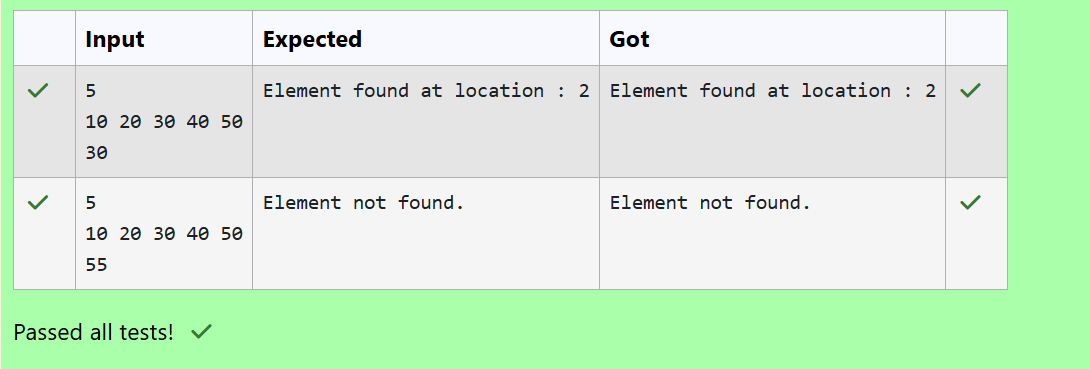 Input Expected Got
5 Element found at location : 2 Element found at location : 2
10 20 30 40 50
30
5 Element not found. Element not found.
10 20 30 40 50
55
Passed all tests!